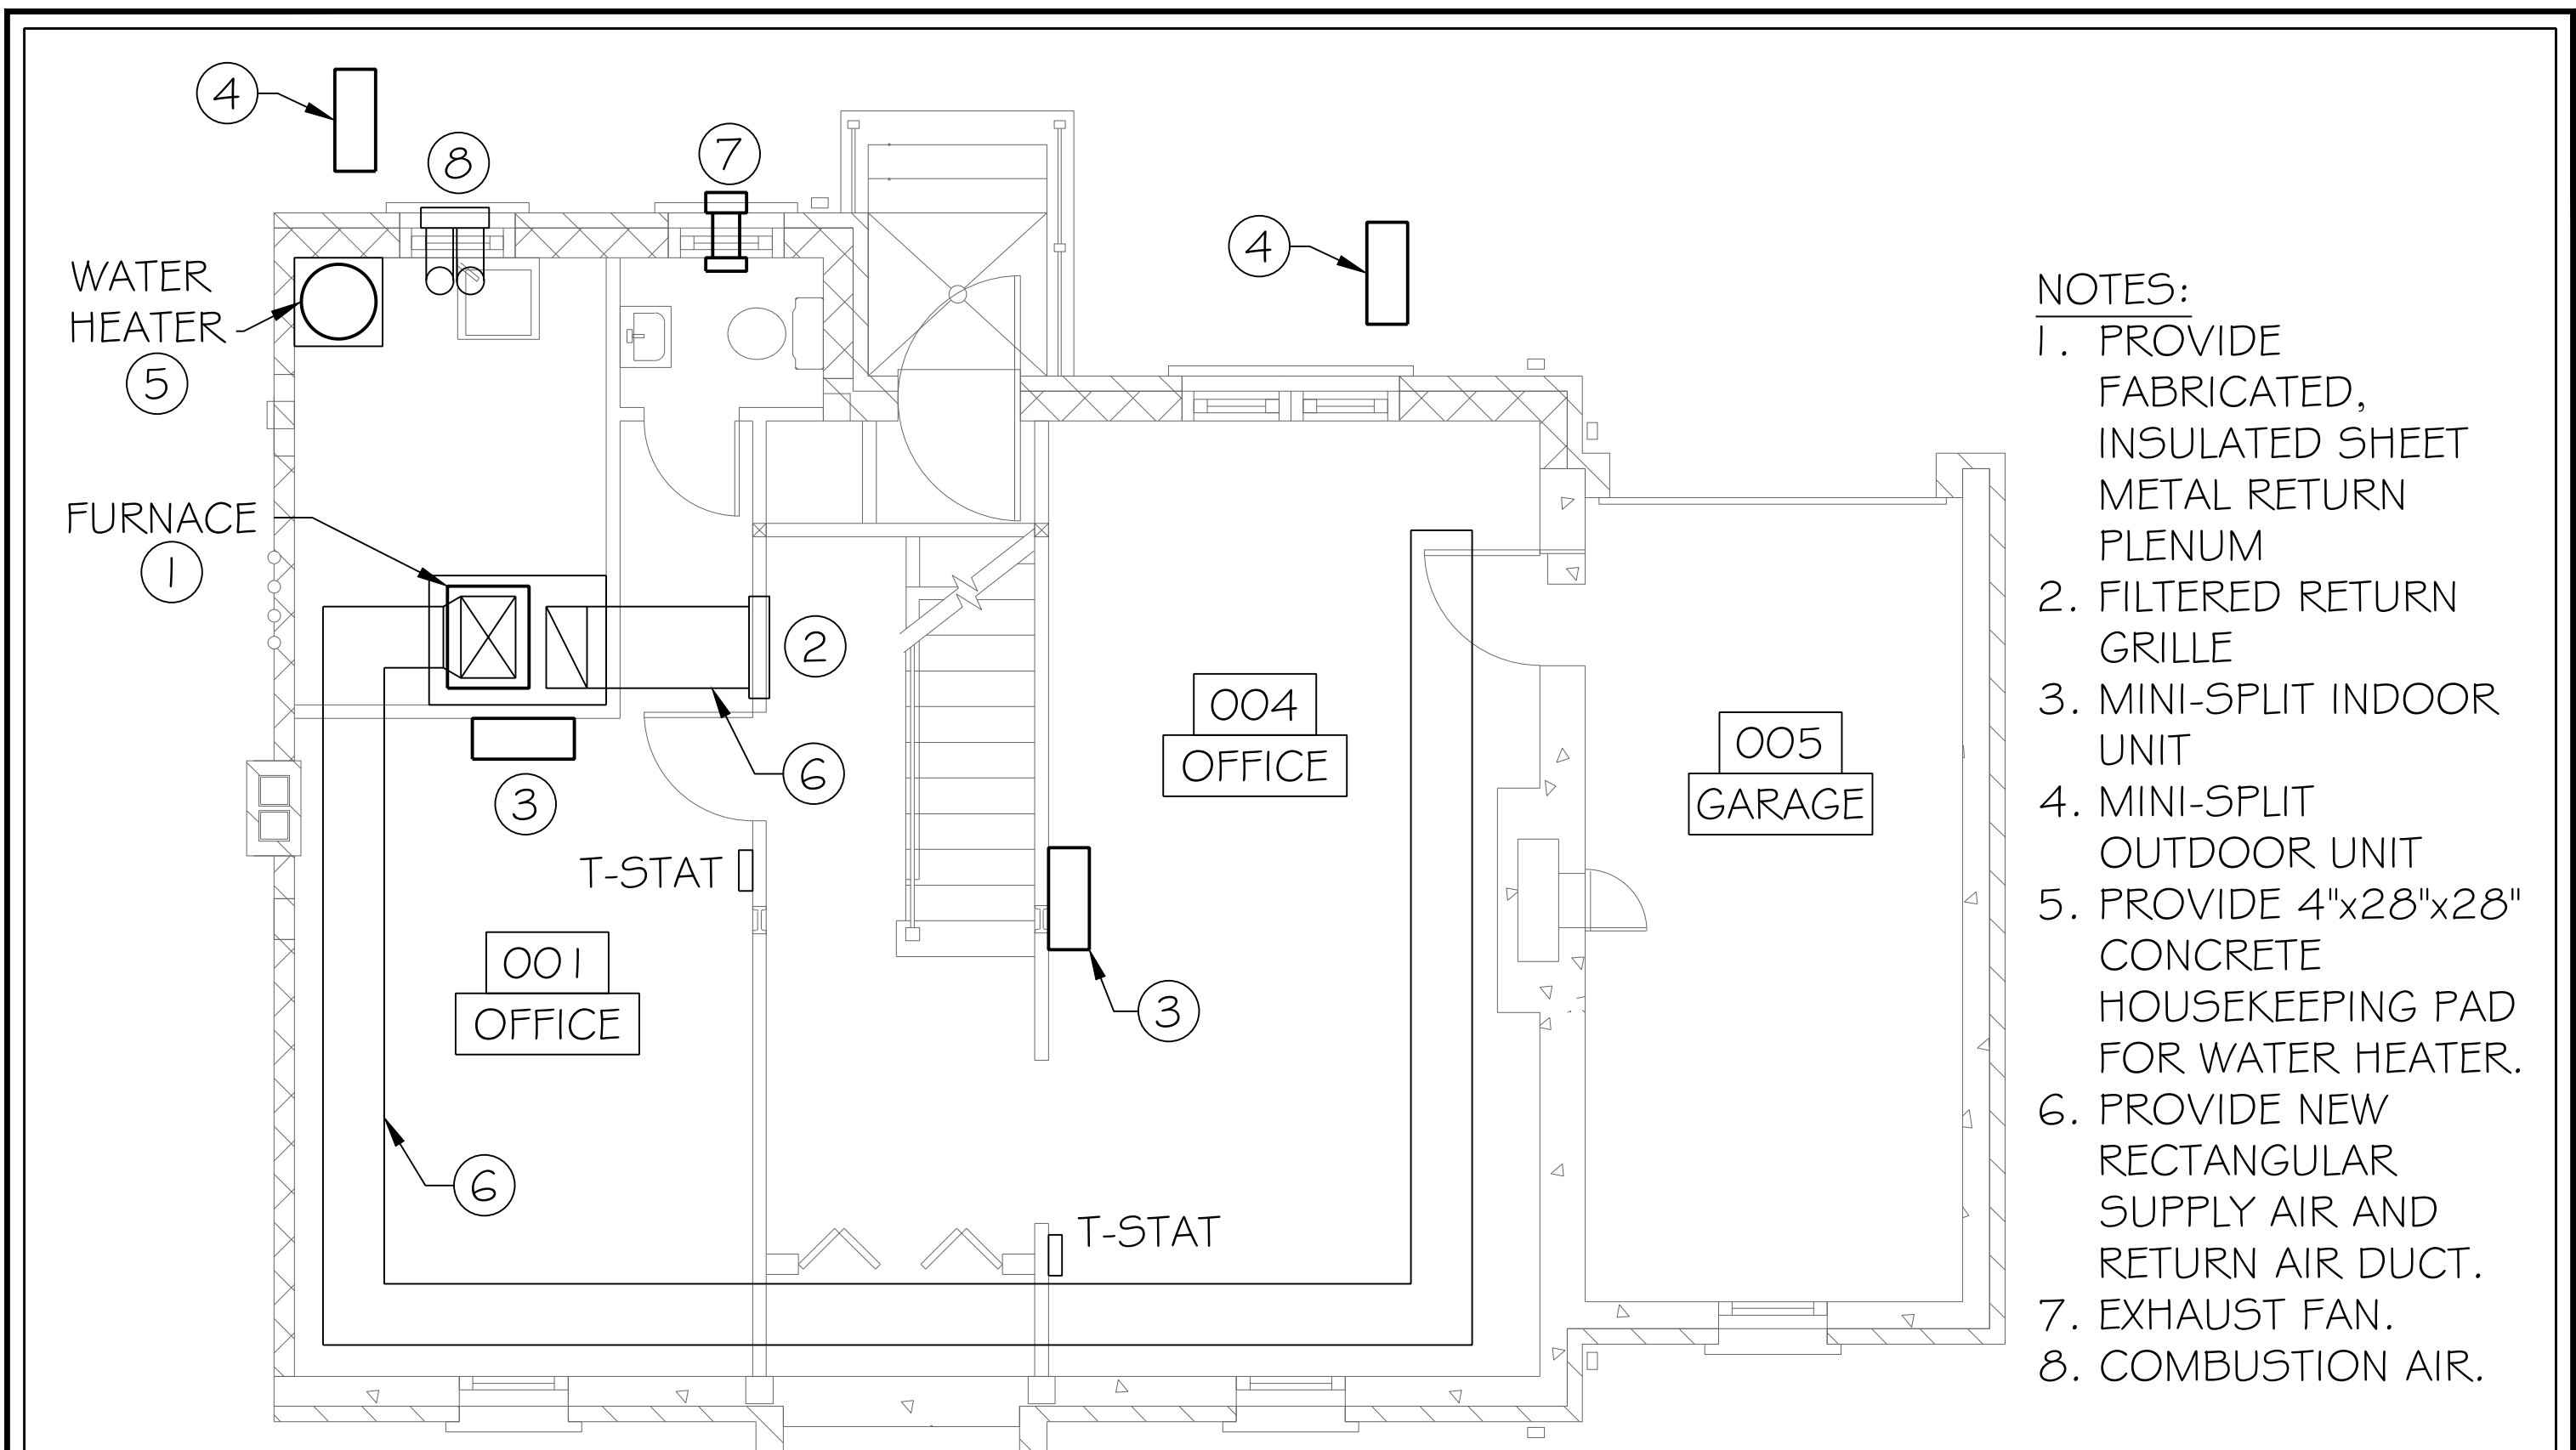 4
8
7
4
WATER
HEATER
5
FURNACE
1
2
6
3
T-STAT
001
OFFICE
6
004
OFFICE
3
T-STAT
005
GARAGE
NOTES:
1. PROVIDE
FABRICATED,
INSULATED SHEET
METAL RETURN
PLENUM
2. FILTERED RETURN
GRILLE
3. MINI-SPLIT INDOOR
UNIT
4. MINI-SPLIT
OUTDOOR UNIT
5. PROVIDE 4"x28"x28"
CONCRETE
HOUSEKEEPING PAD
FOR WATER HEATER.
6. PROVIDE NEW
RECTANGULAR
SUPPLY AIR AND
RETURN AIR DUCT.
7. EXHAUST FAN.
8. COMBUSTION AIR.